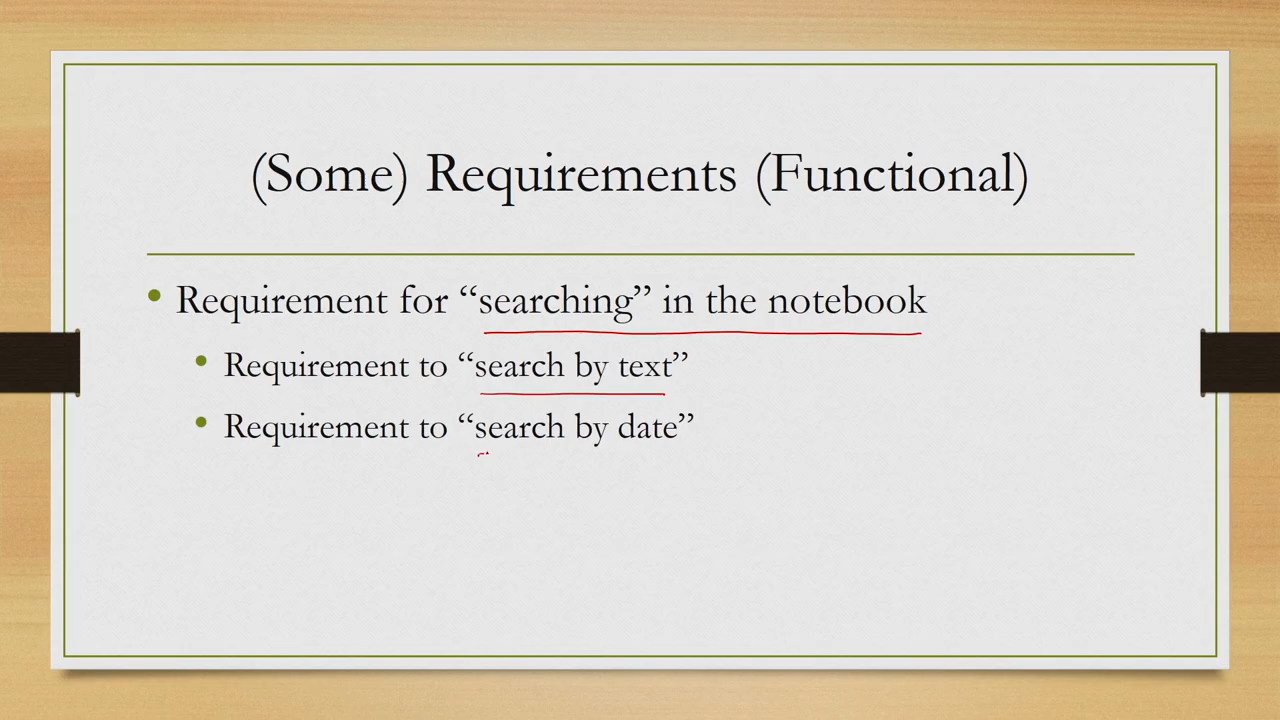 (Some) Requirements (Functional)
• Requirement for “searching” in the notebook
• Requirement to “search by text”
• Requirement to “search by date”